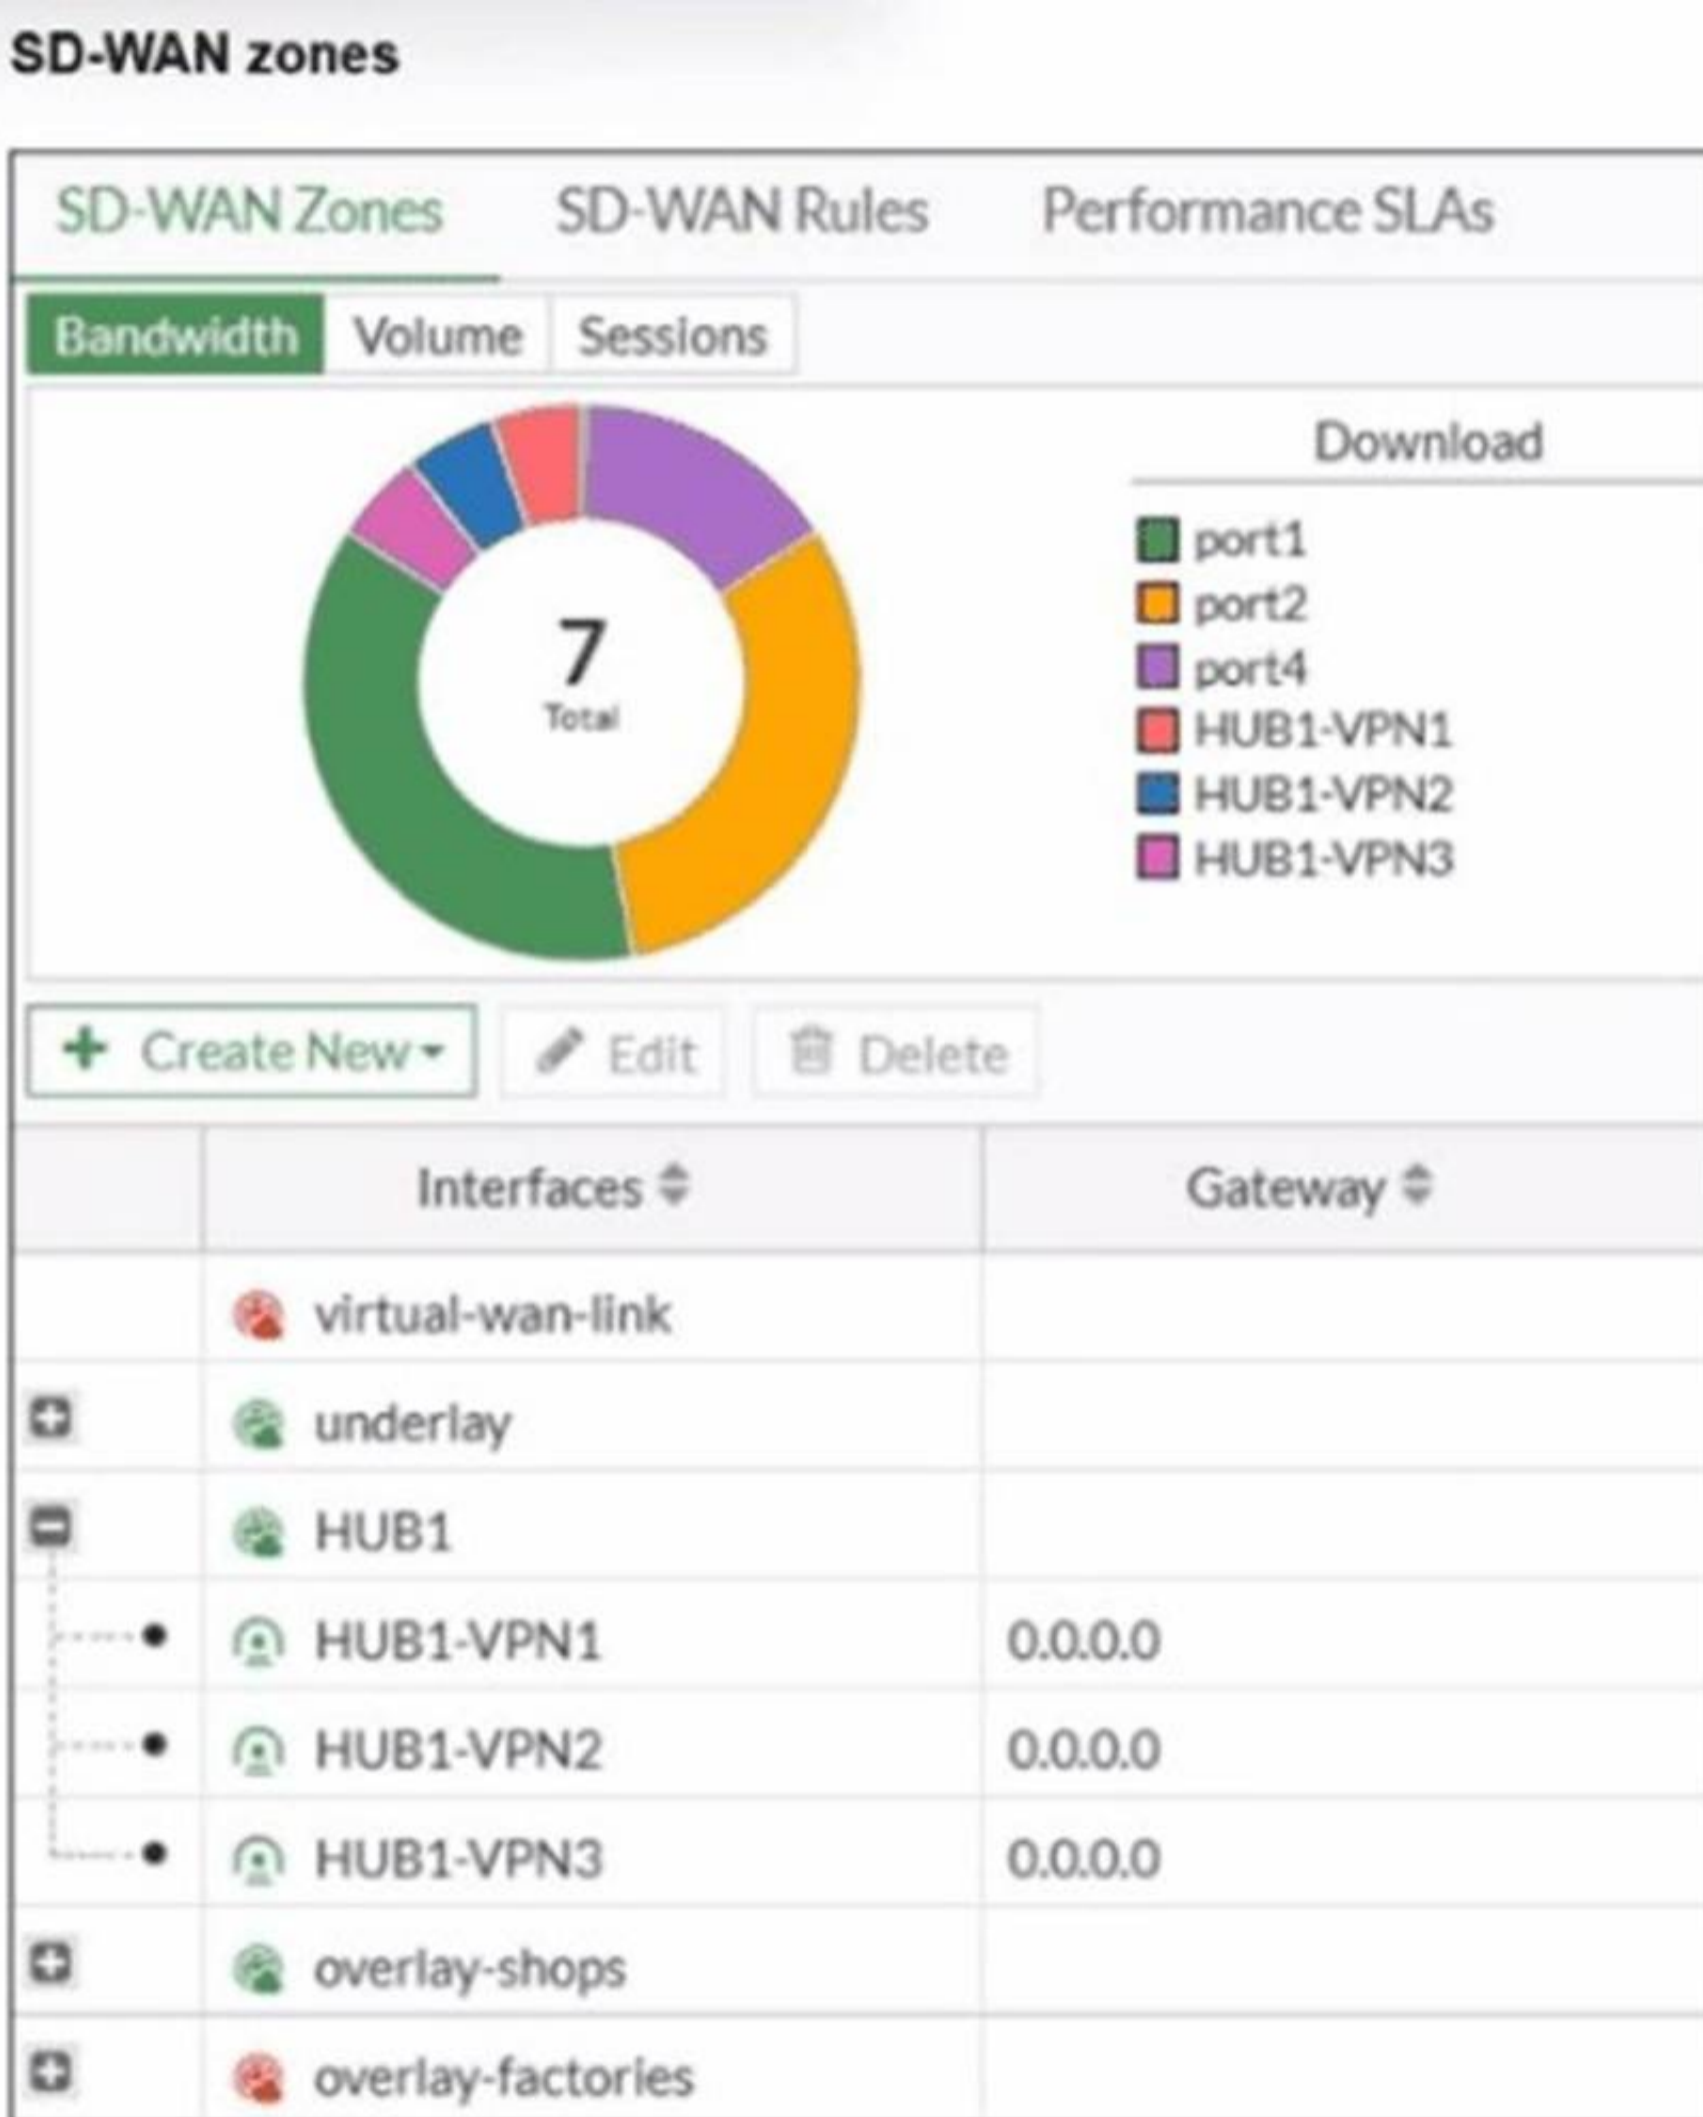 SD-WAN zones
SD-WAN Zones SD-WAN Rules Performance SLAs
Bandwidth Volume Sessions
7
Total
Download
port1
port2
port4
HUB1-VPN1
HUB1-VPN2
HUB1-VPN3
+ Create New Edit Delete
Interfaces Gateway
virtual-wan-link
underlay
HUB1
HUB1-VPN1 0.0.0.0
HUB1-VPN2 0.0.0.0
HUB1-VPN3 0.0.0.0
overlay-shops
overlay-factories